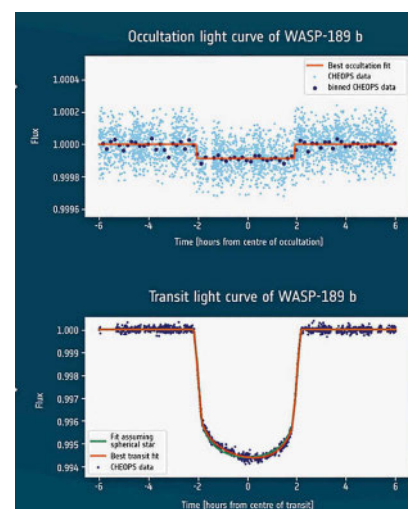 Occultation light curve of WASP-189 b
Best occultation fit
CHEOPS data
binned CHEOPS data
1.0004
1.0002
1.0000
0.9998
0.9996
Flux
-6 -4 -2 0 2 4 6
Time [hours from centre of occultation]
Transit light curve of WASP-189 b
1.000
0.999
0.998
0.997
0.996
0.995
0.994
Flux
Fit assuming
spherical star
Best transit fit
CHEOPS data
-6 -4 -2 0 2 4 6
Time [hours from centre of transit]